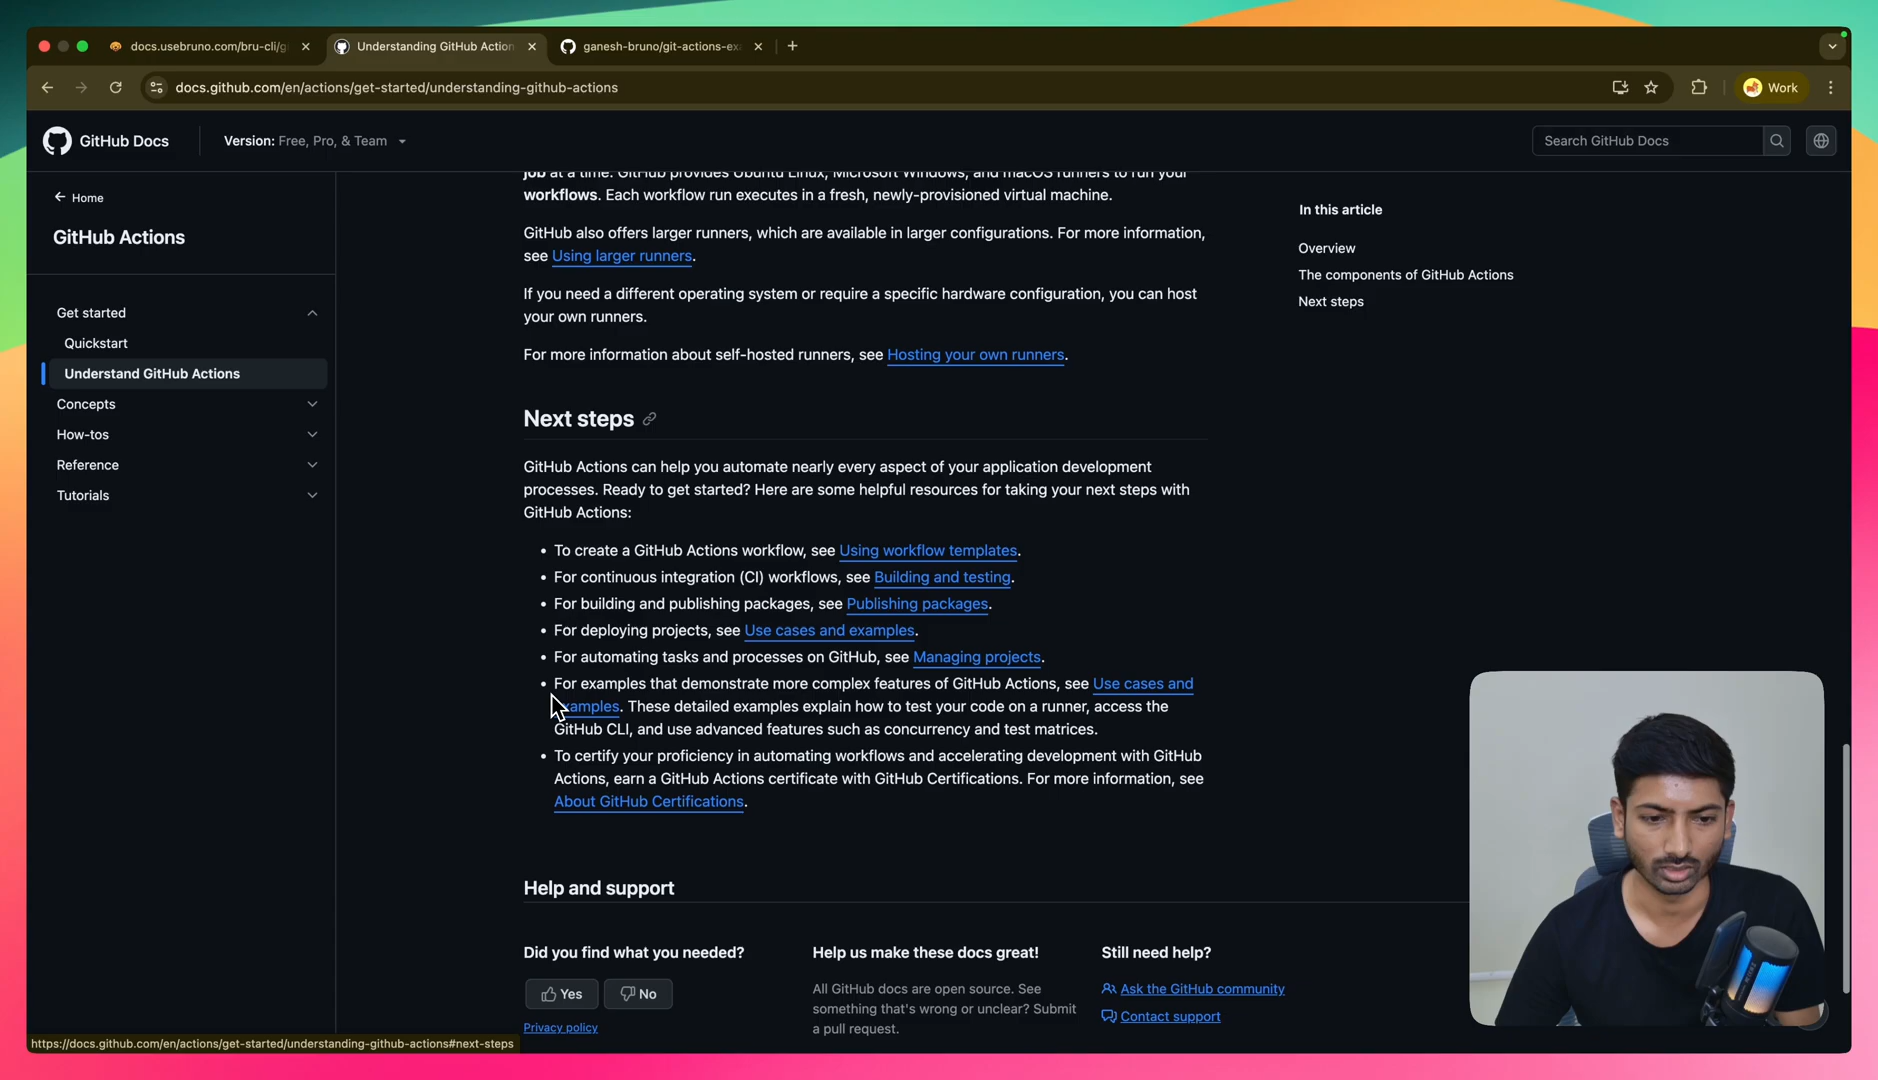 docs.usebruno.com/bru-cli/g
Understanding GitHub Action
ganesh-bruno/git-actions-ex
docs.github.com/en/actions/get-started/understanding-github-actions
Work
GitHub Docs
Version: Free, Pro, & Team
Search GitHub Docs
Home
GitHub Actions
Get started
Quickstart
Understand GitHub Actions
Concepts
How-tos
Reference
Tutorials
job at a time. GitHub provides Ubuntu Linux, Microsoft Windows, and macOS runners to run your
workflows. Each workflow run executes in a fresh, newly-provisioned virtual machine.
GitHub also offers larger runners, which are available in larger configurations. For more information,
see Using larger runners.
If you need a different operating system or require a specific hardware configuration, you can host
your own runners.
For more information about self-hosted runners, see Hosting your own runners.
Next steps
GitHub Actions can help you automate nearly every aspect of your application development
processes. Ready to get started? Here are some helpful resources for taking your next steps with
GitHub Actions:
• To create a GitHub Actions workflow, see Using workflow templates.
• For continuous integration (CI) workflows, see Building and testing.
• For building and publishing packages, see Publishing packages.
• For deploying projects, see Use cases and examples.
• For automating tasks and processes on GitHub, see Managing projects.
• For examples that demonstrate more complex features of GitHub Actions, see Use cases and
examples. These detailed examples explain how to test your code on a runner, access the
GitHub CLI, and use advanced features such as concurrency and test matrices.
• To certify your proficiency in automating workflows and accelerating development with GitHub
Actions, earn a GitHub Actions certificate with GitHub Certifications. For more information, see
About GitHub Certifications.
In this article
Overview
The components of GitHub Actions
Next steps
Help and support
Did you find what you needed?
Yes
No
Privacy policy
Help us make these docs great!
All GitHub docs are open source. See
something that's wrong or unclear? Submit
a pull request.
Still need help?
Ask the GitHub community
Contact support
https://docs.github.com/en/actions/get-started/understanding-github-actions#next-steps